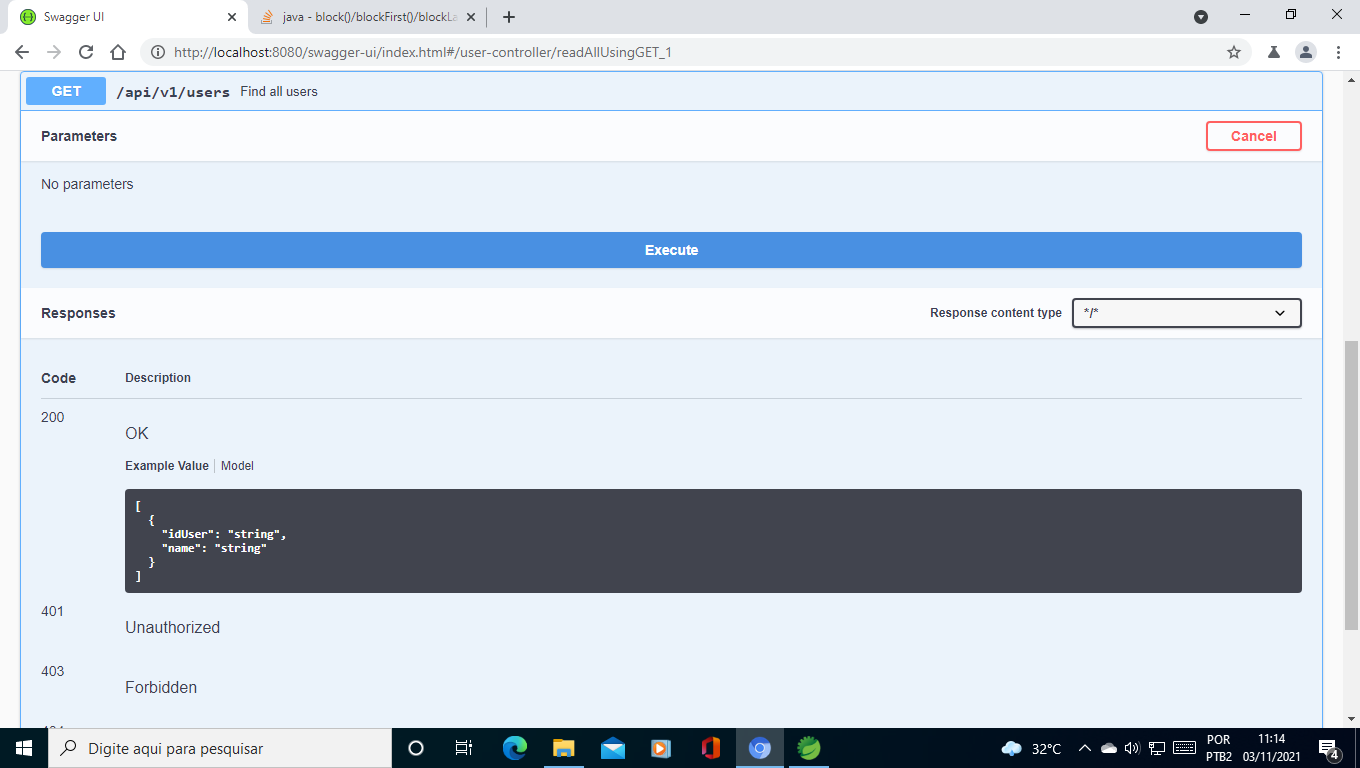 Swagger UI
java - block()/blockFirst()/blockLa
http://localhost:8080/swagger-ui/index.html#/user-controller/readAllUsingGET_1
GET /api/v1/users Find all users
Parameters
Cancel
No parameters
Execute
Responses
Response content type */*
Code Description
200
OK
Example Value Model
[
{
"idUser": "string",
"name": "string"
}
]
401
Unauthorized
403
Forbidden
Digite aqui para pesquisar
32°C
POR
PTB2
11:14
03/11/2021
4